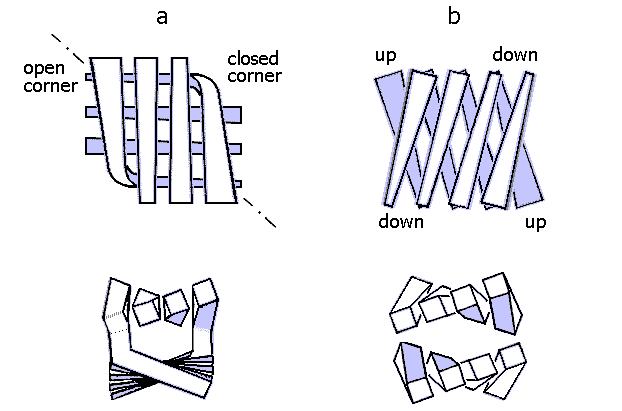 a
b
open
corner
closed
corner
up
down
down
up